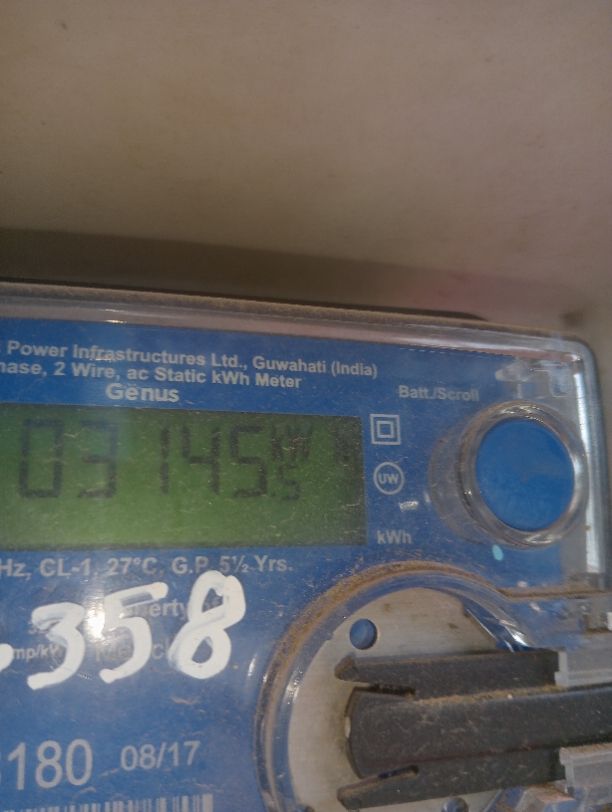 Power Infrastructures Ltd., Guwahati (India)
2 Wire, ac Static kWh Meter
Genus
Batt./Scroll
03145
UW
kWh
Hz, CL-1, 27°C, G.P. 5½ Yrs.
358
180 08/17